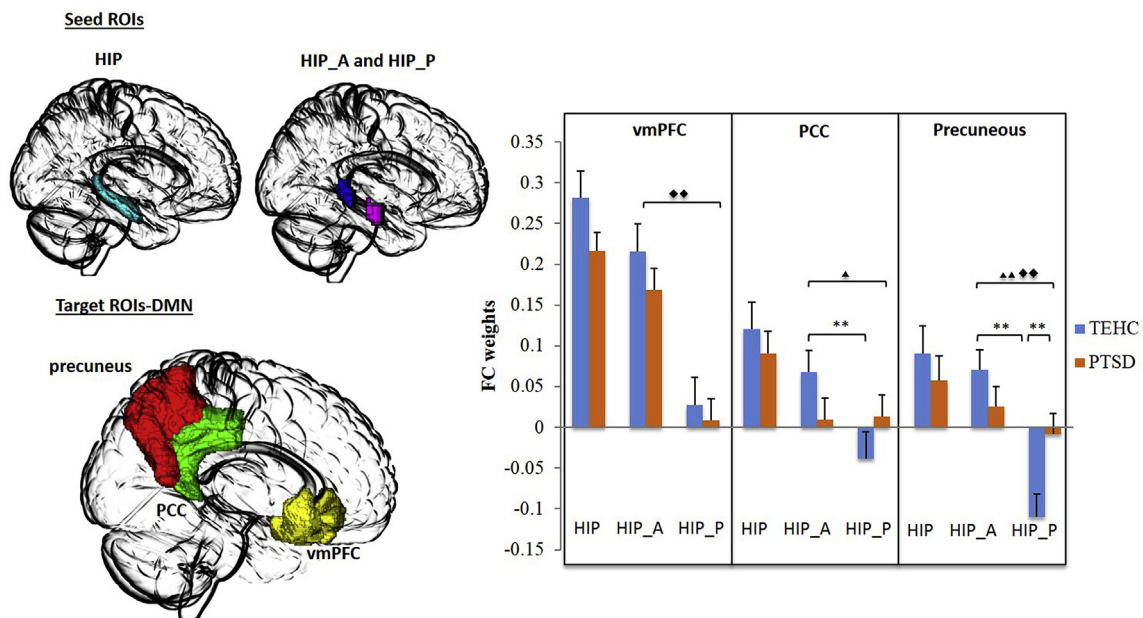 Seed ROIs
HIP
HIP_A and HIP_P
Target ROIs-DMN
precuneus
PCC
vmPFC
vmPFC
PCC
Precuneous
FC weights
0.35
0.3
0.25
0.2
0.15
0.1
0.05
0
-0.05
-0.1
-0.15
◆◆
▲
**
▲▲◆◆
**
**
HIP
HIP_A
HIP_P
HIP
HIP_A
HIP_P
HIP
HIP_A
HIP_P
TEHC
PTSD